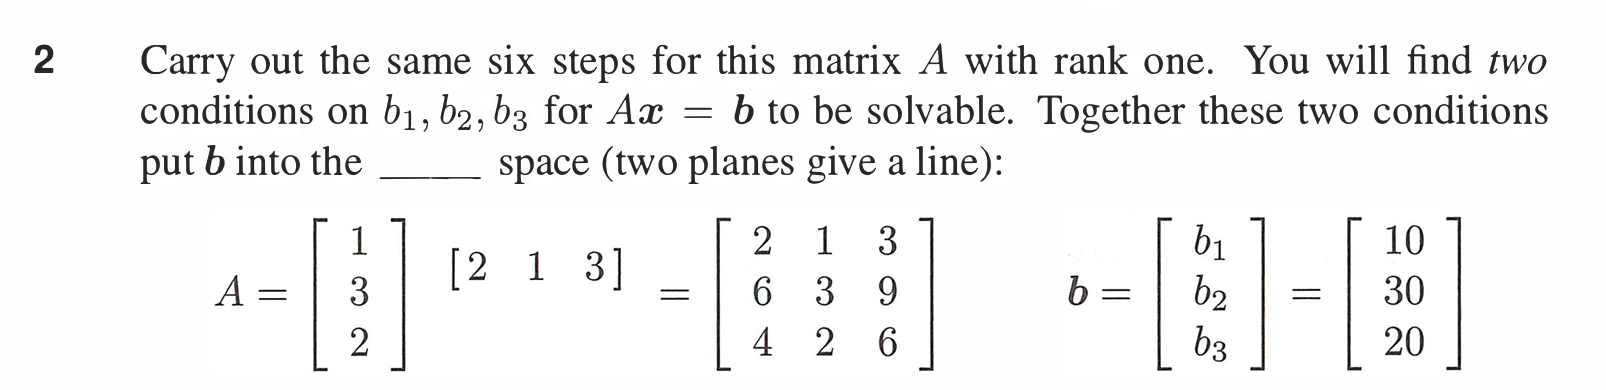 2 Carry out the same six steps for this matrix A with rank one. You will find two
conditions on b₁, b₂, b₃ for Ax = b to be solvable. Together these two conditions
put b into the ____ space (two planes give a line):
A = [1 3 2] [2 1 3] = [2 1 3; 6 3 9; 4 2 6] b = [b₁ b₂ b₃] = [10 30 20]